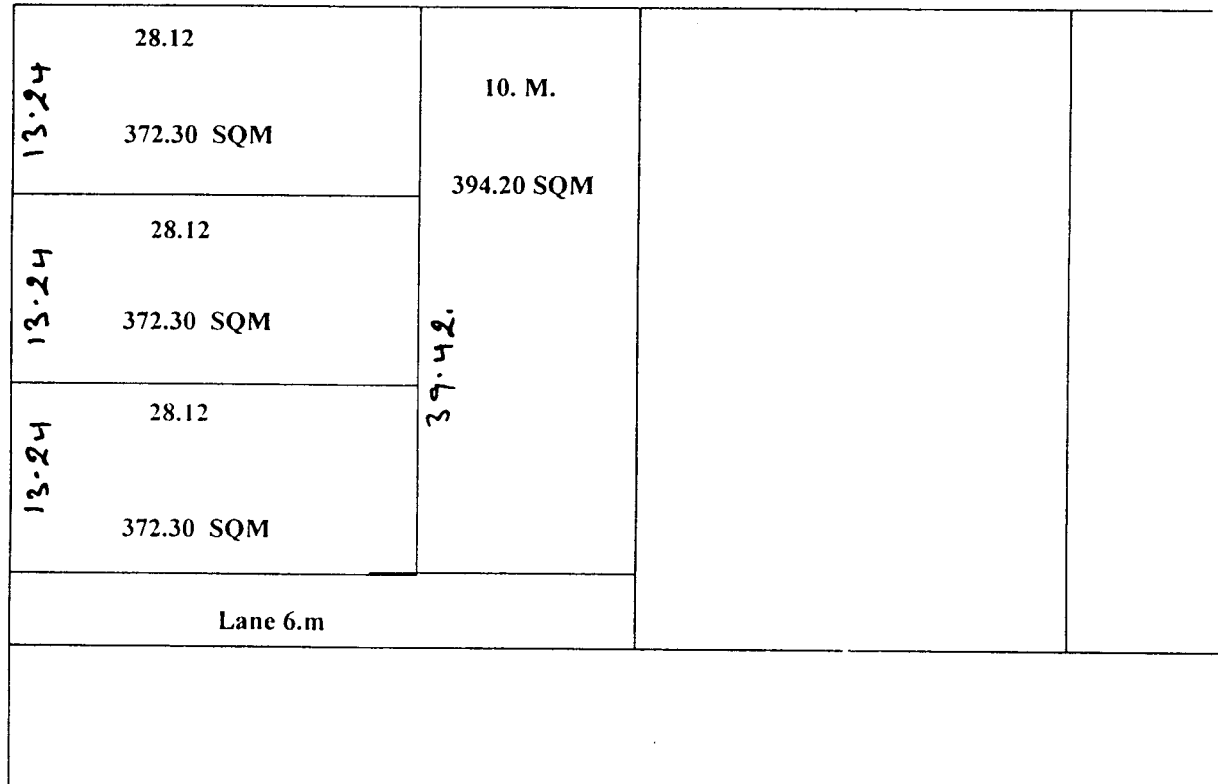 28.12
13.24
372.30 SQM
28.12
13.24
372.30 SQM
28.12
13.24
372.30 SQM
10. M.
394.20 SQM
39.42.
Lane 6.m